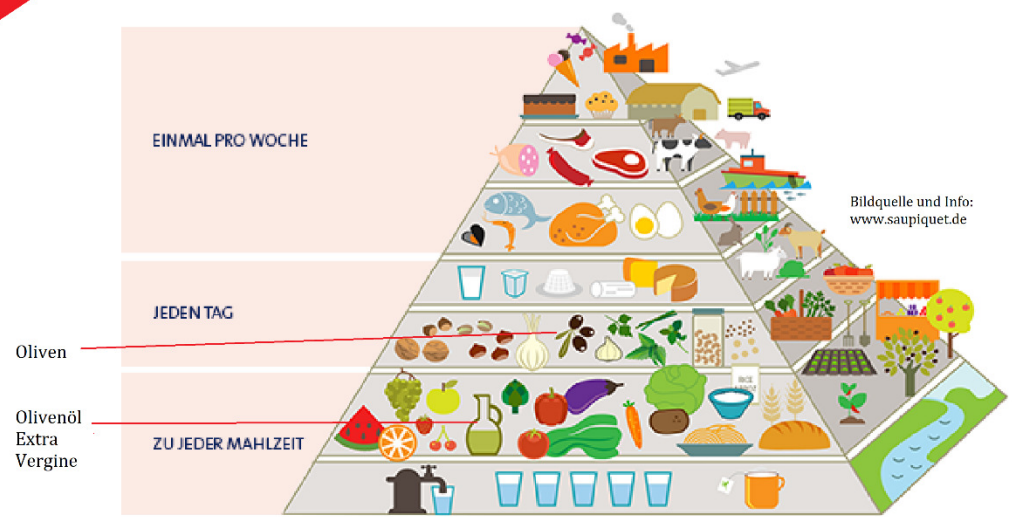 EINMAL PRO WOCHE
Bildquelle und Info:
www.saupiquet.de
JEDEN TAG
Oliven
RICE
Olivenöl
Extra
Vergine
ZU JEDER MAHLZEIT